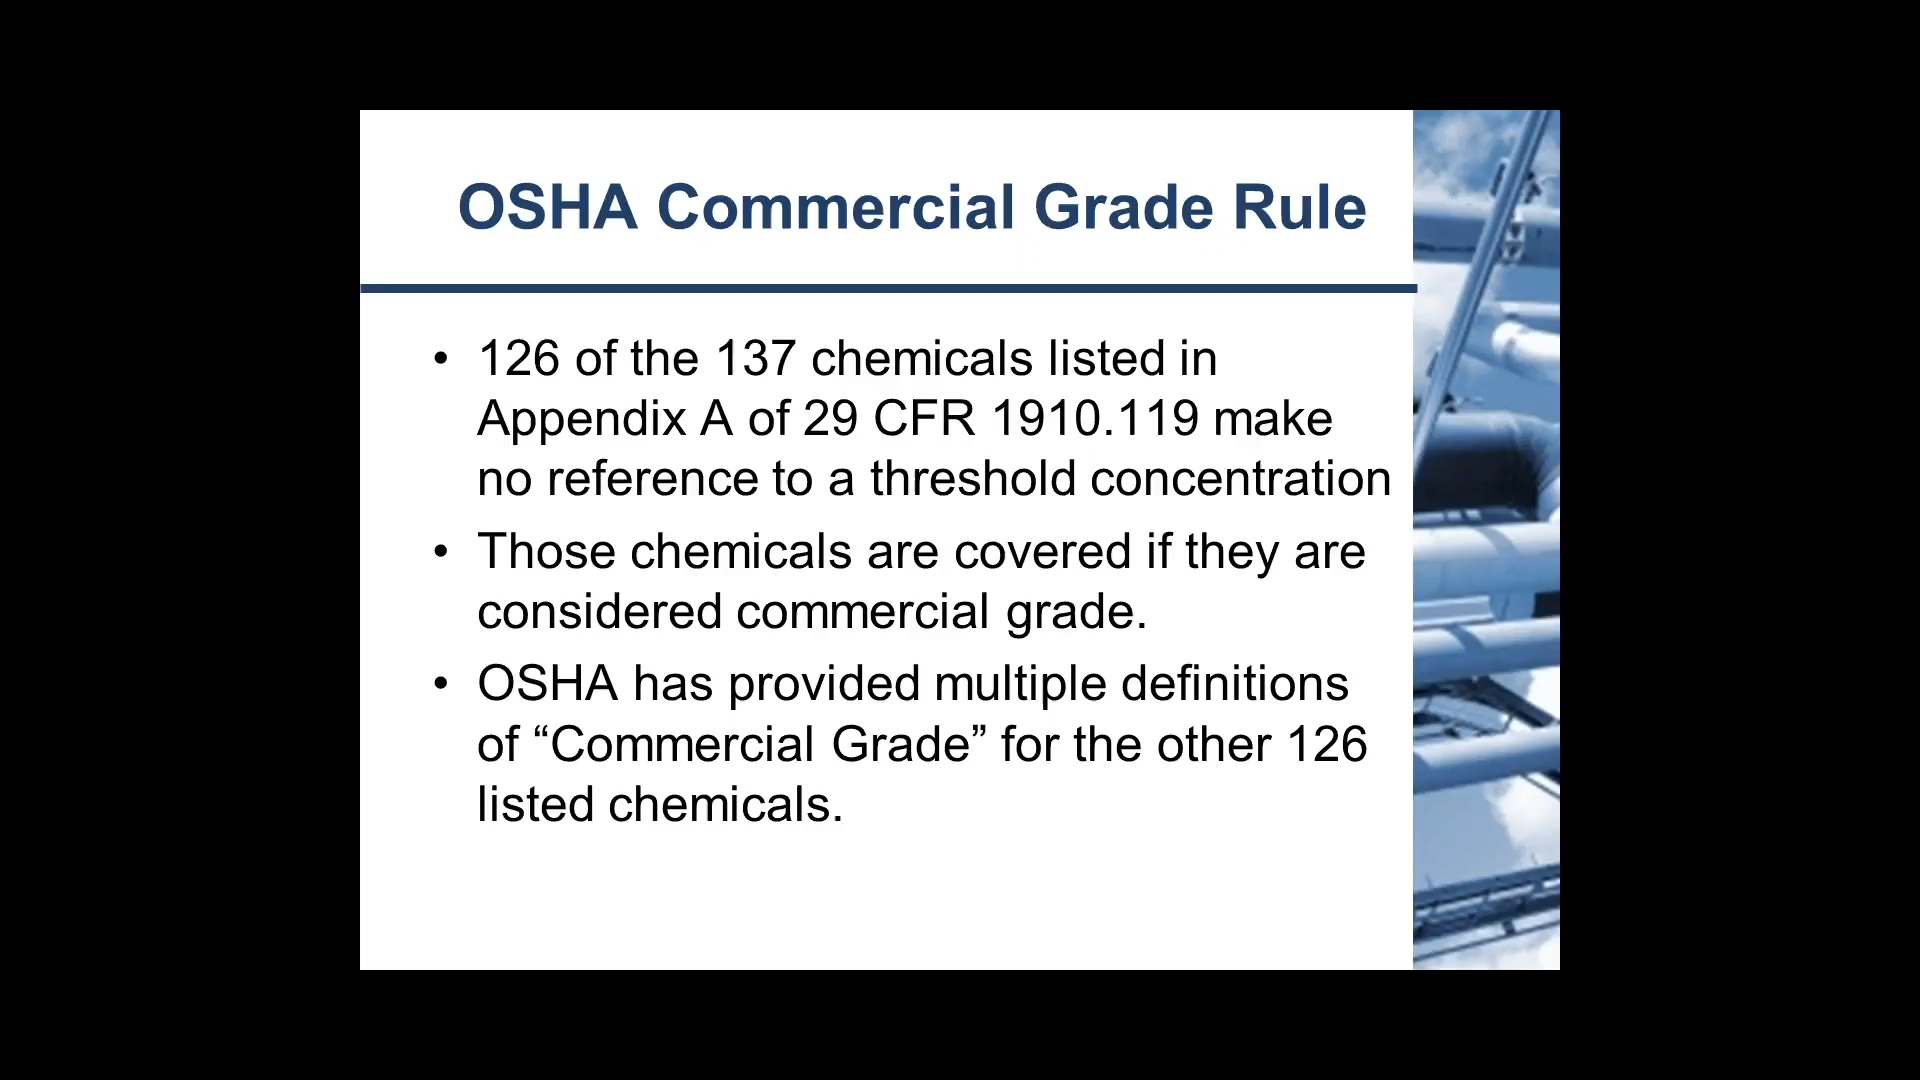 OSHA Commercial Grade Rule
• 126 of the 137 chemicals listed in
Appendix A of 29 CFR 1910.119 make
no reference to a threshold concentration
• Those chemicals are covered if they are
considered commercial grade.
• OSHA has provided multiple definitions
of “Commercial Grade” for the other 126
listed chemicals.